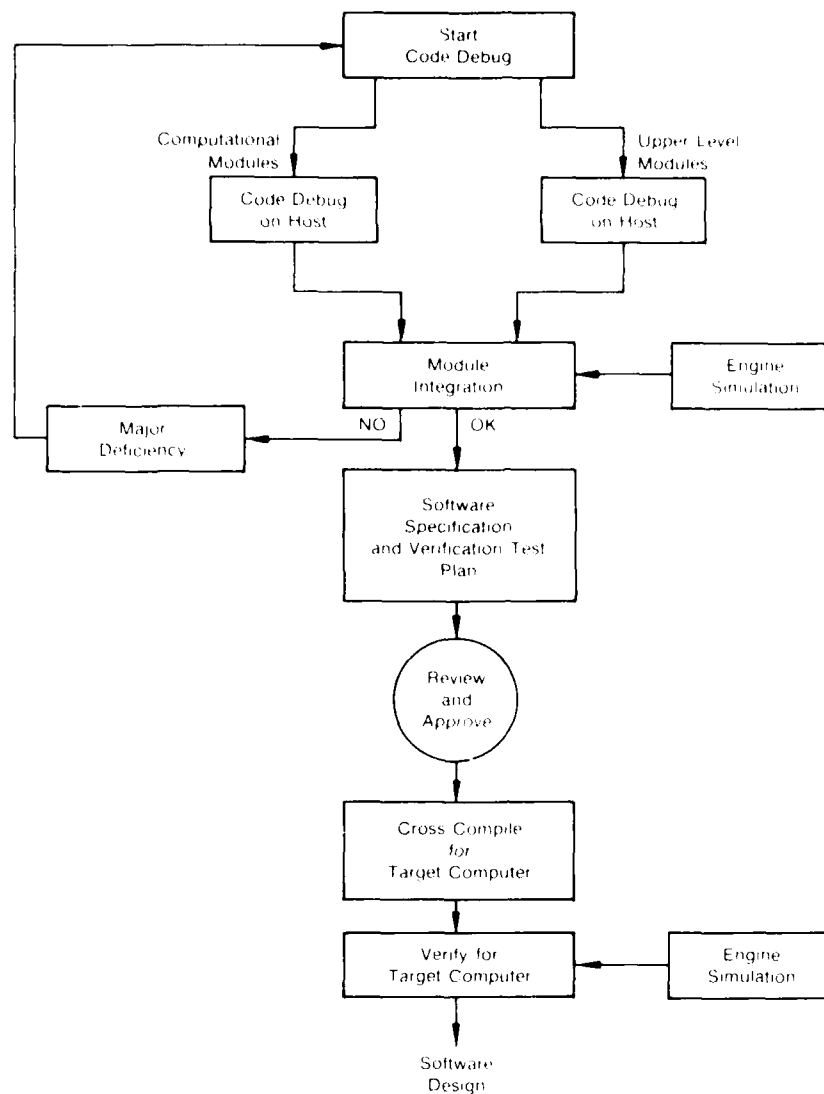 Start
Code Debug
Computational
Modules
Upper Level
Modules
Code Debug
on Host
Code Debug
on Host
Module
Integration
Engine
Simulation
NO
OK
Major
Deficiency
Software
Specification
and Verification Test
Plan
Review
and
Approve
Cross Compile
for
Target Computer
Verify for
Target Computer
Engine
Simulation
Software
Design